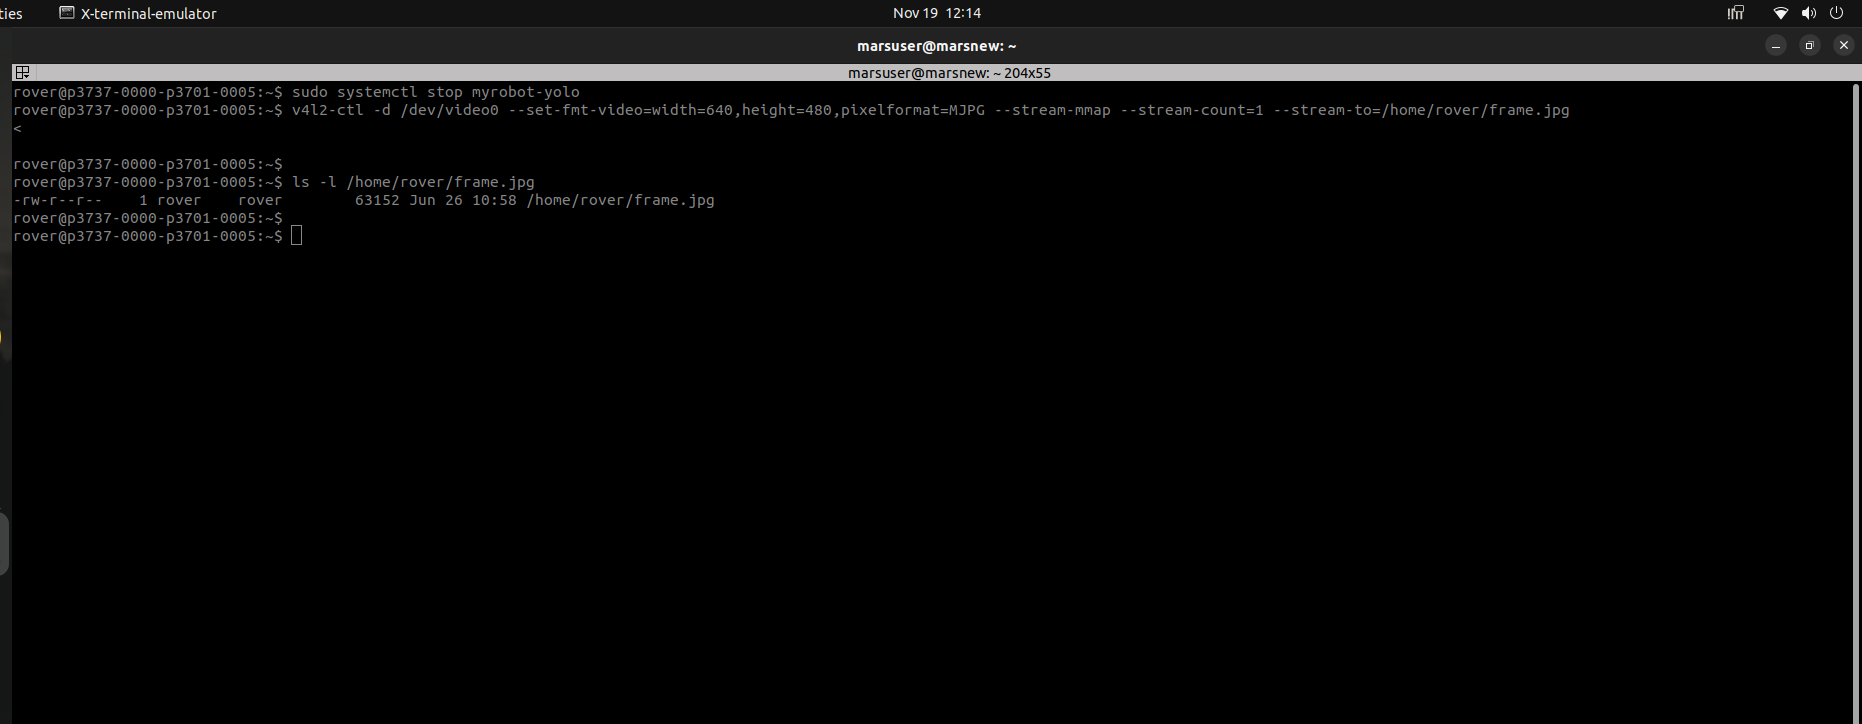 ties X-terminal-emulator Nov 19 12:14
marsuser@marsnew: ~
marsuser@marsnew: ~ 204x55
rover@p3737-0000-p3701-0005:~$ sudo systemctl stop myrobot-yolo
rover@p3737-0000-p3701-0005:~$ v4l2-ctl -d /dev/video0 --set-fmt-video=width=640,height=480,pixelformat=MJPG --stream-mmap --stream-count=1 --stream-to=/home/rover/frame.jpg
<
rover@p3737-0000-p3701-0005:~$
rover@p3737-0000-p3701-0005:~$ ls -l /home/rover/frame.jpg
-rw-r--r--    1 rover    rover        63152 Jun 26 10:58 /home/rover/frame.jpg
rover@p3737-0000-p3701-0005:~$
rover@p3737-0000-p3701-0005:~$